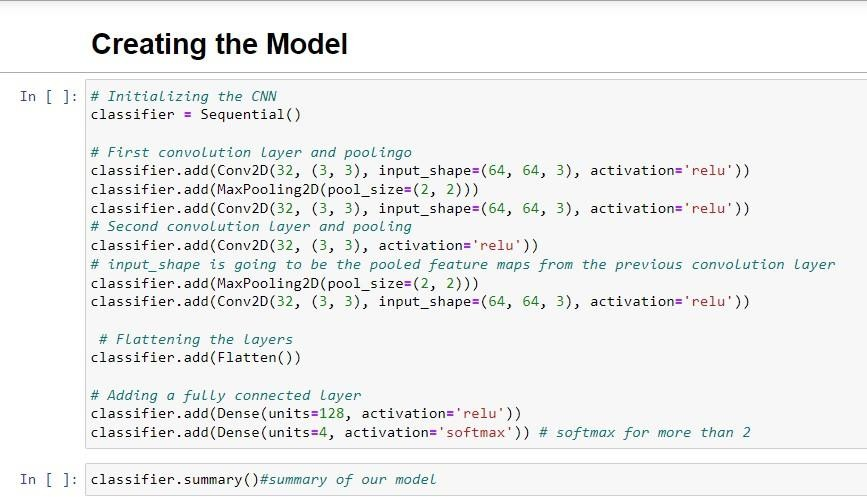 Creating the Model
In [ ]: # Initializing the CNN
classifier = Sequential()
# First convolution layer and poolingo
classifier.add(Conv2D(32, (3, 3), input_shape=(64, 64, 3), activation='relu'))
classifier.add(MaxPooling2D(pool_size=(2, 2)))
classifier.add(Conv2D(32, (3, 3), input_shape=(64, 64, 3), activation='relu'))
# Second convolution layer and pooling
classifier.add(Conv2D(32, (3, 3), activation='relu'))
# input_shape is going to be the pooled feature maps from the previous convolution layer
classifier.add(MaxPooling2D(pool_size=(2, 2)))
classifier.add(Conv2D(32, (3, 3), input_shape=(64, 64, 3), activation='relu'))
# Flattening the layers
classifier.add(Flatten())
# Adding a fully connected layer
classifier.add(Dense(units=128, activation='relu'))
classifier.add(Dense(units=4, activation='softmax')) # softmax for more than 2
In [ ]: classifier.summary()#summary of our model